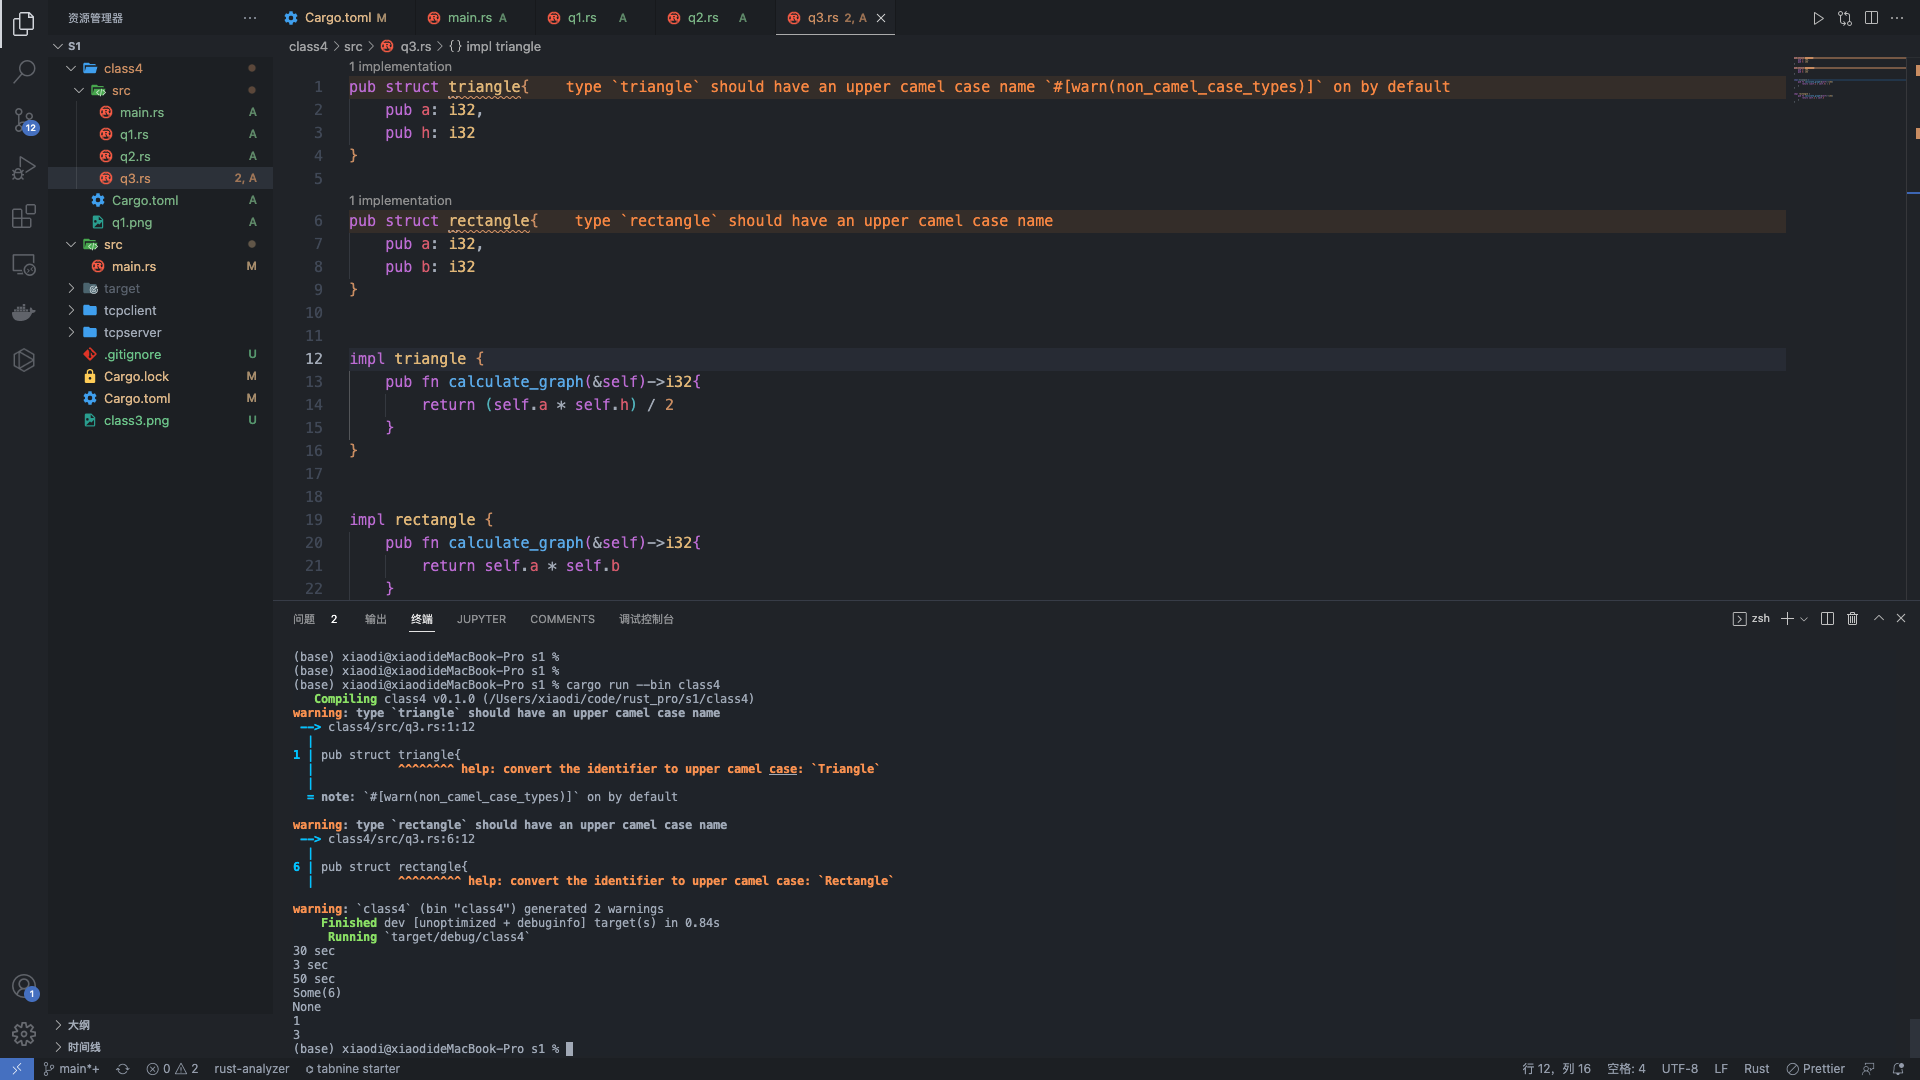 资源管理器
Cargo.toml M
main.rs A
q1.rs A
q2.rs A
q3.rs 2, A
S1
class4
src
main.rs A
q1.rs A
q2.rs A
q3.rs 2, A
Cargo.toml A
q1.png A
src
main.rs M
target
tcpclient
tcpserver
.gitignore U
Cargo.lock M
Cargo.toml M
class3.png U
大纲
时间线
12
1
class4 > src > q3.rs > {} impl triangle
1 implementation
1 pub struct triangle{ type `triangle` should have an upper camel case name `#[warn(non_camel_case_types)]` on by default
2 pub a: i32,
3 pub h: i32
4 }
5
1 implementation
6 pub struct rectangle{ type `rectangle` should have an upper camel case name
7 pub a: i32,
8 pub b: i32
9 }
10
11
12 impl triangle {
13 pub fn calculate_graph(&self)->i32{
14 return (self.a * self.h) / 2
15 }
16 }
17
18
19 impl rectangle {
20 pub fn calculate_graph(&self)->i32{
21 return self.a * self.b
22 }
问题 2 输出 终端 JUPYTER COMMENTS 调试控制台
zsh
(base) xiaodi@xiaodideMacBook-Pro s1 %
(base) xiaodi@xiaodideMacBook-Pro s1 %
(base) xiaodi@xiaodideMacBook-Pro s1 % cargo run --bin class4
Compiling class4 v0.1.0 (/Users/xiaodi/code/rust_pro/s1/class4)
warning: type `triangle` should have an upper camel case name
--> class4/src/q3.rs:1:12
|
1 | pub struct triangle{
| ^^^^^^^^ help: convert the identifier to upper camel case: `Triangle`
|
= note: `#[warn(non_camel_case_types)]` on by default
warning: type `rectangle` should have an upper camel case name
--> class4/src/q3.rs:6:12
|
6 | pub struct rectangle{
| ^^^^^^^^^ help: convert the identifier to upper camel case: `Rectangle`
warning: `class4` (bin "class4") generated 2 warnings
Finished dev [unoptimized + debuginfo] target(s) in 0.84s
Running `target/debug/class4`
30 sec
3 sec
50 sec
Some(6)
None
1
3
(base) xiaodi@xiaodideMacBook-Pro s1 %
main*+ 0 2 rust-analyzer tabnine starter
行 12，列 16 空格: 4 UTF-8 LF Rust Prettier